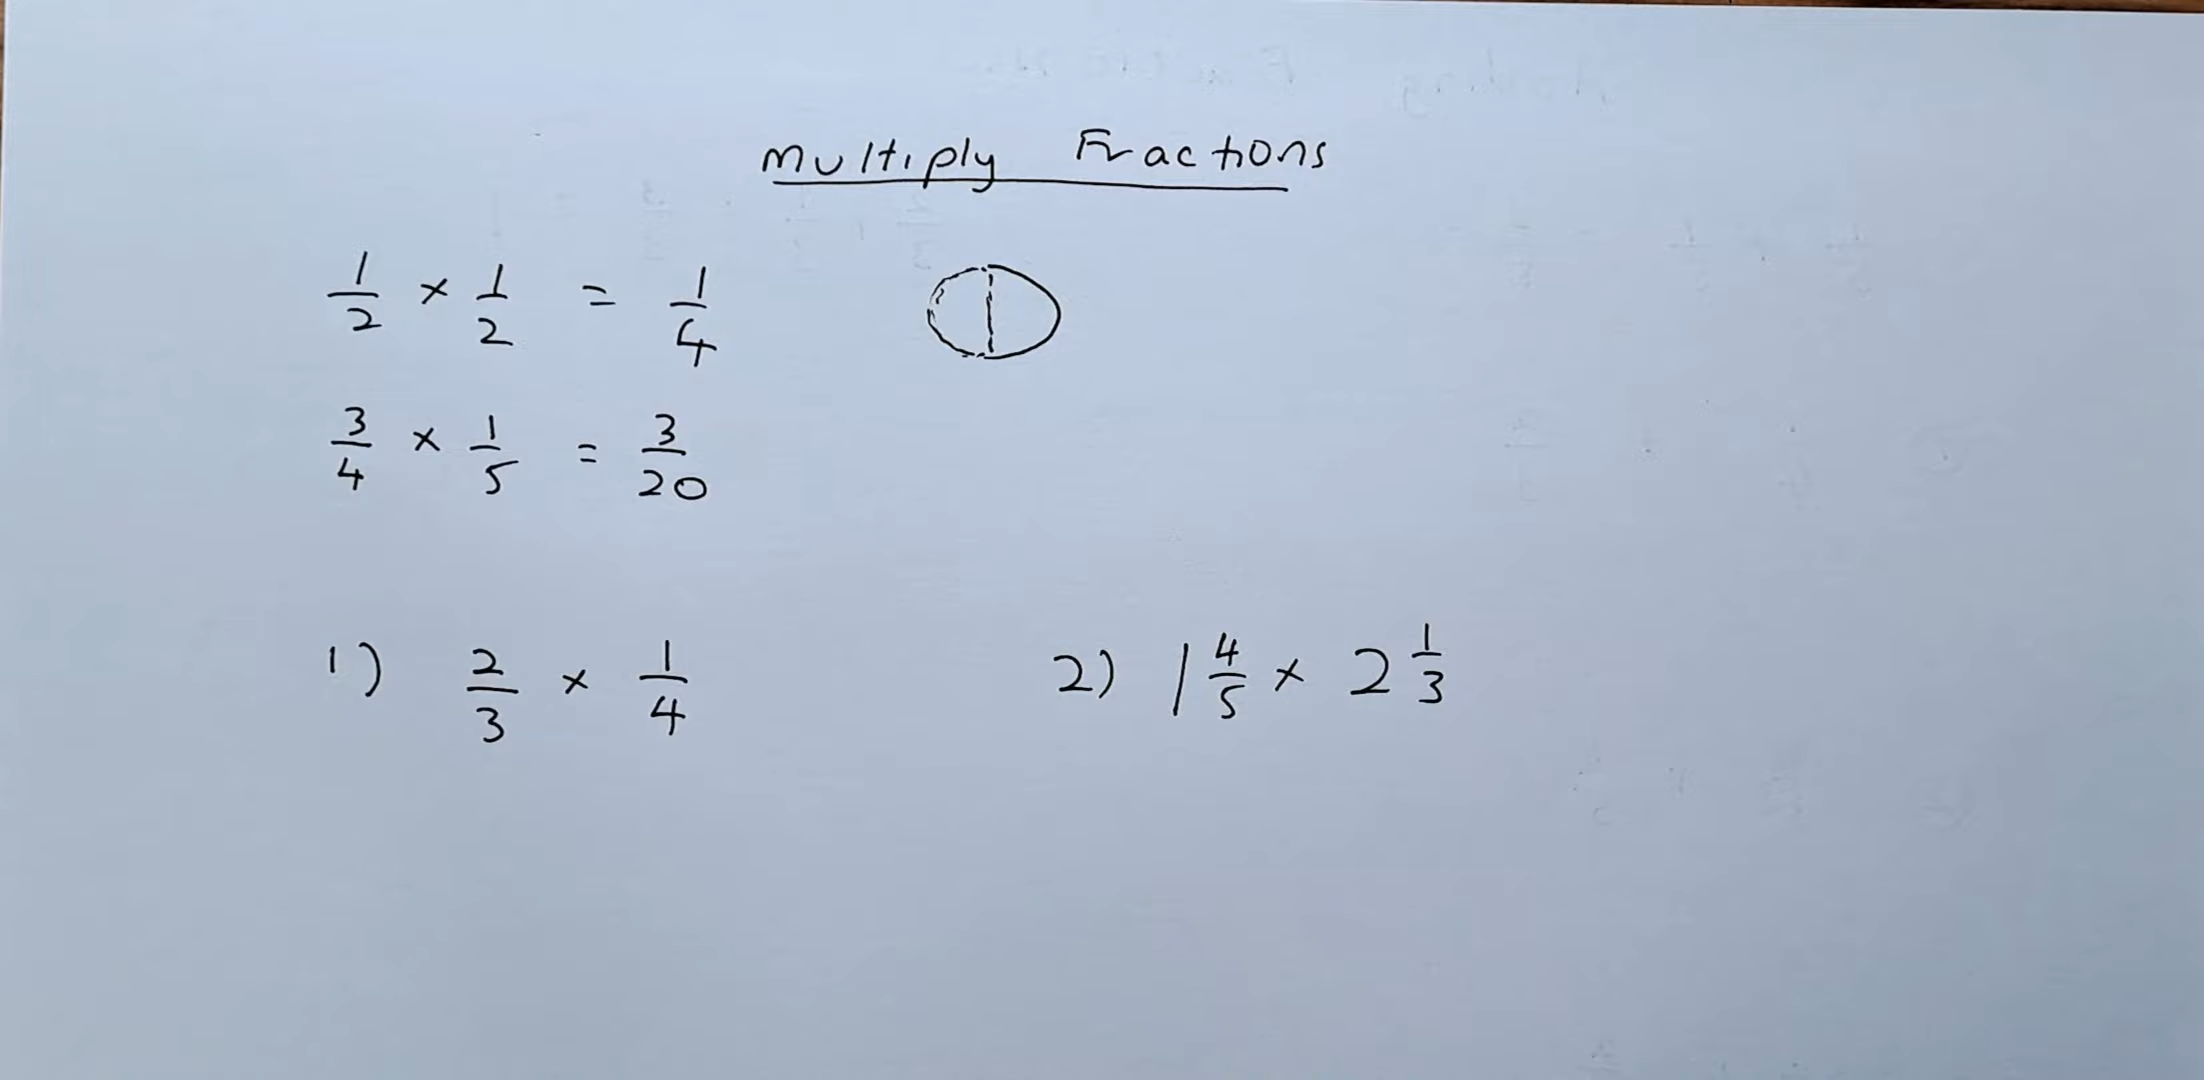 Multiply Fractions
1/2 × 1/2 = 1/4
3/4 × 1/5 = 3/20
1) 2/3 × 1/4
2) 1 4/5 × 2 1/3